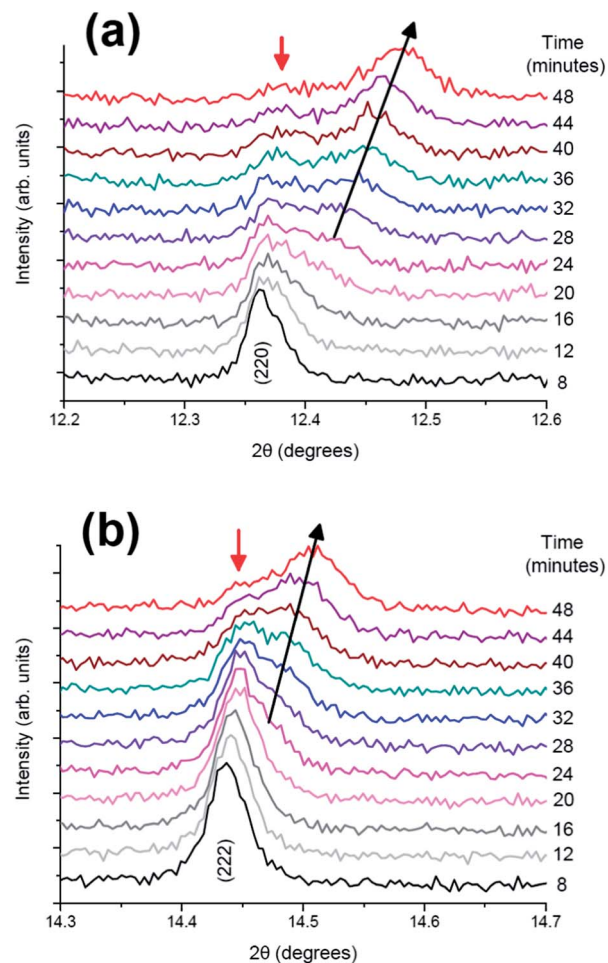 (a)
Time
(minutes)
48
44
40
36
32
28
24
20
16
12
8
Intensity (arb. units)
(220)
12.2 12.3 12.4 12.5 12.6
2θ (degrees)
(b)
Time
(minutes)
48
44
40
36
32
28
24
20
16
12
8
Intensity (arb. units)
(222)
14.3 14.4 14.5 14.6 14.7
2θ (degrees)